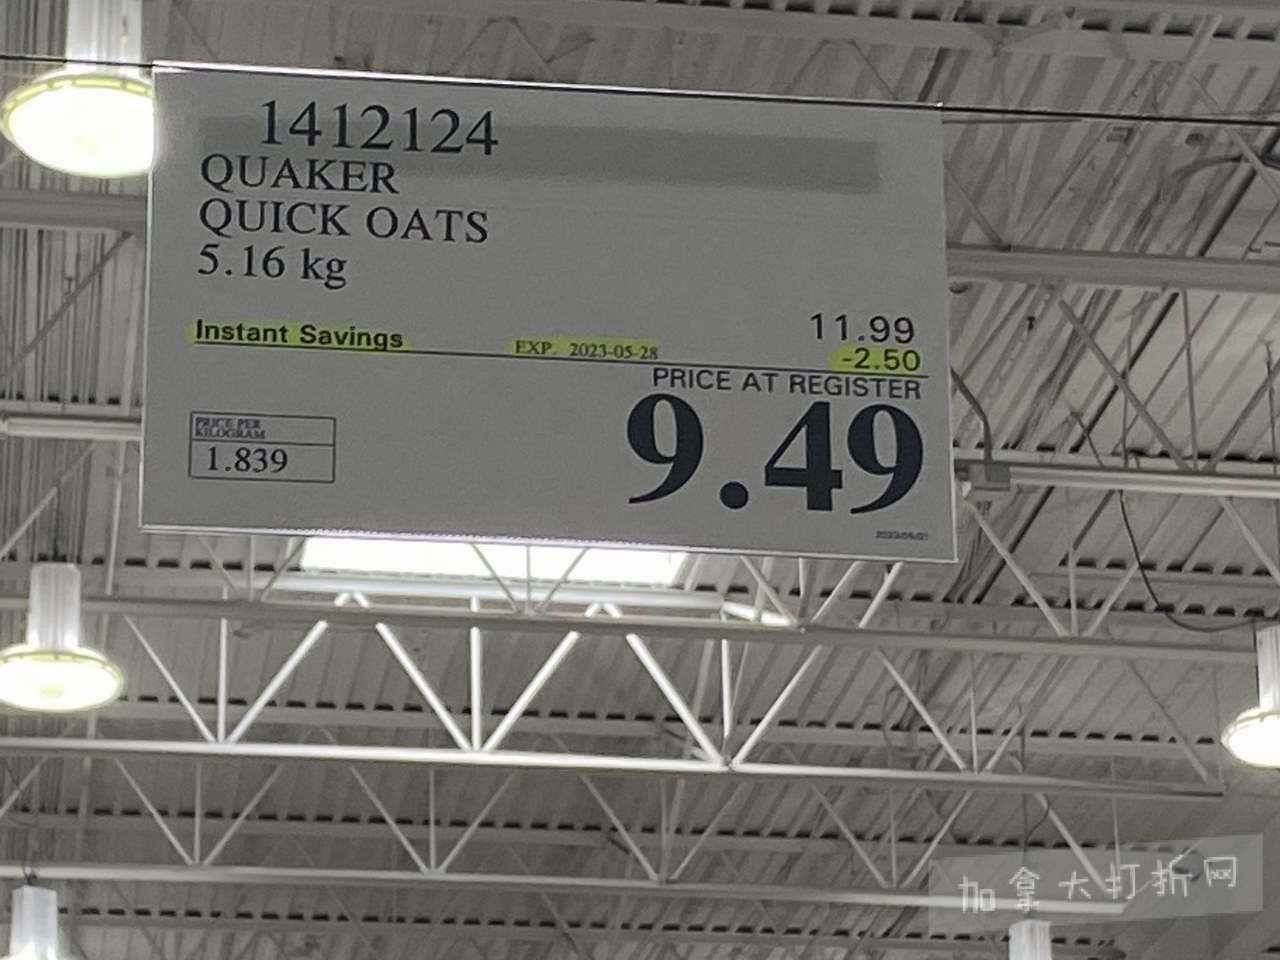 1412124
QUAKER
QUICK OATS
5.16 kg
11.99
Instant Savings EXP. 2023-05-28 -2.50
PRICE AT REGISTER
9.49
PRICE PER
KILOGRAM
1.839
加拿大打折网